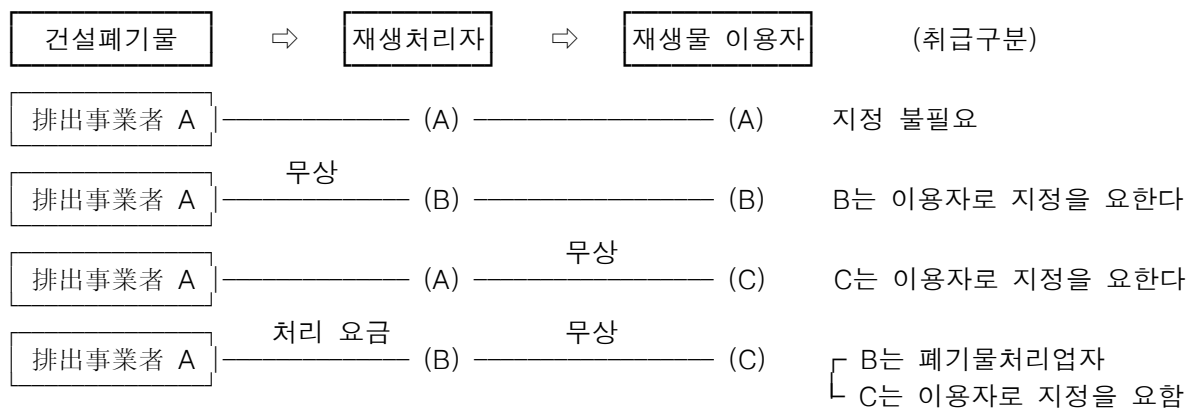 건설폐기물 ⇨ 재생처리자 ⇨ 재생물 이용자 (취급구분)
排出事業者 A (A) (A) 지정 불필요
무상
排出事業者 A (B) (B) B는 이용자로 지정을 요한다
무상
排出事業者 A (A) (C) C는 이용자로 지정을 요한다
처리 요금 무상
排出事業者 A (B) (C) B는 폐기물처리업자
C는 이용자로 지정을 요함